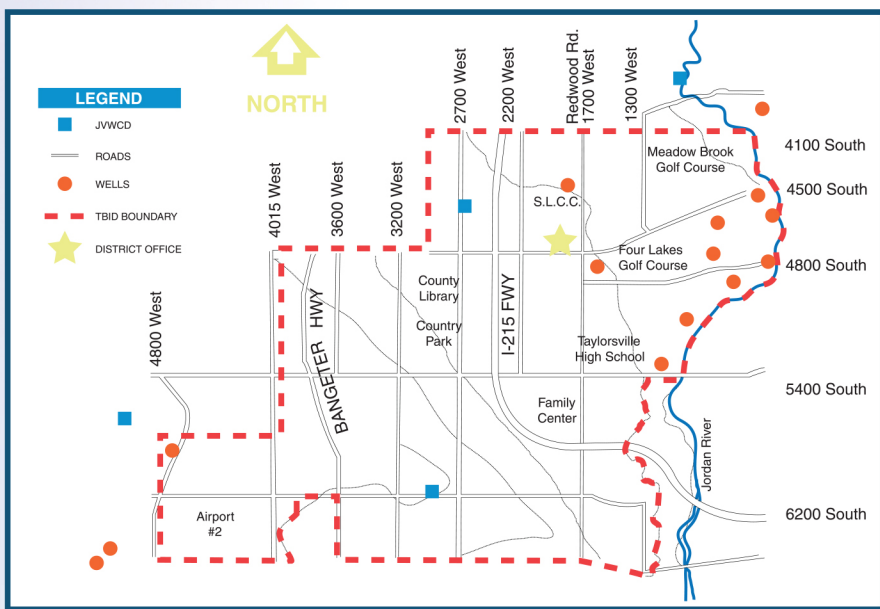 LEGEND
JVWCD
ROADS
WELLS
TBID BOUNDARY
DISTRICT OFFICE
NORTH
4800 West
4015 West
3600 West
3200 West
2700 West
2200 West
Redwood Rd.
1700 West
1300 West
4100 South
4500 South
4800 South
5400 South
6200 South
Meadow Brook
Golf Course
S.L.C.C.
Four Lakes
Golf Course
County
Library
Country
Park
BANGETER HWY
I-215 FWY
Taylorsville
High School
Family
Center
Jordan River
Airport
#2